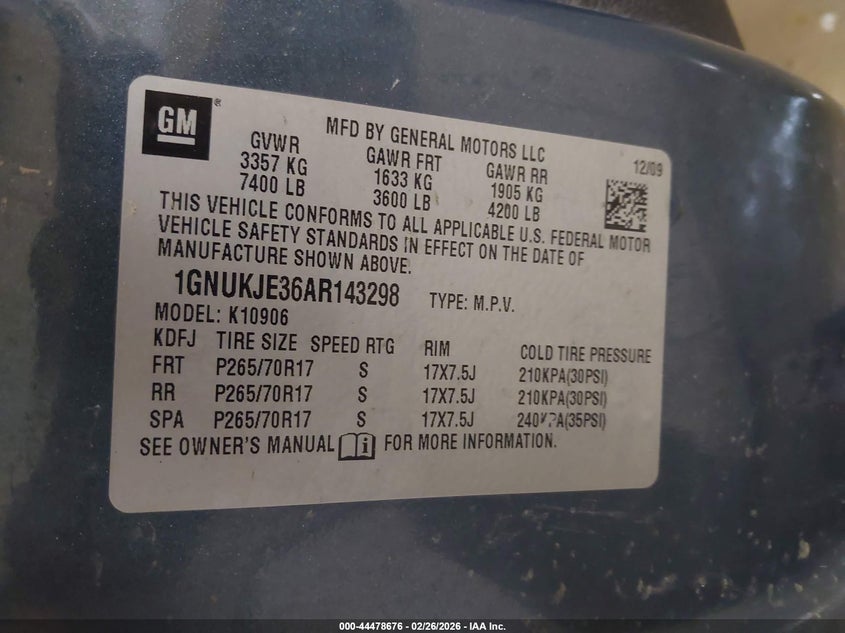 GM®
MFD BY GENERAL MOTORS LLC
12/09
GVWR GAWR FRT GAWR RR
3357 KG 1633 KG 1905 KG
7400 LB 3600 LB 4200 LB
THIS VEHICLE CONFORMS TO ALL APPLICABLE U.S. FEDERAL MOTOR
VEHICLE SAFETY STANDARDS IN EFFECT ON THE DATE OF
MANUFACTURE SHOWN ABOVE.
1GNUKJE36AR143298 TYPE: M.P.V.
MODEL: K10906
KDFJ TIRE SIZE SPEED RTG RIM COLD TIRE PRESSURE
FRT P265/70R17 S 17X7.5J 210KPA(30PSI)
RR P265/70R17 S 17X7.5J 210KPA(30PSI)
SPA P265/70R17 S 17X7.5J 240KPA(35PSI)
SEE OWNER'S MANUAL i FOR MORE INFORMATION.
000-44478676 | 02/26/2026 - IAA Inc.